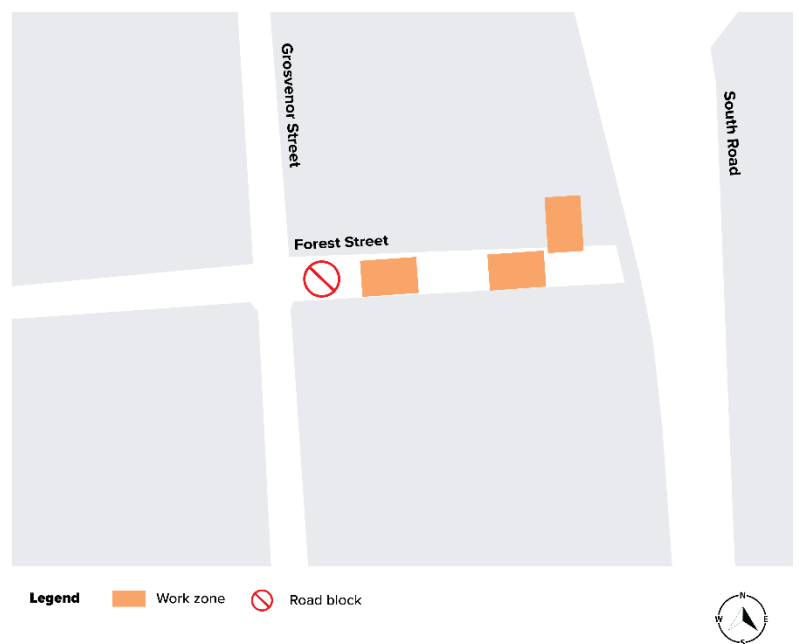 Grosvenor Street
South Road
Forest Street
Legend
Work zone
Road block
N
W E
S